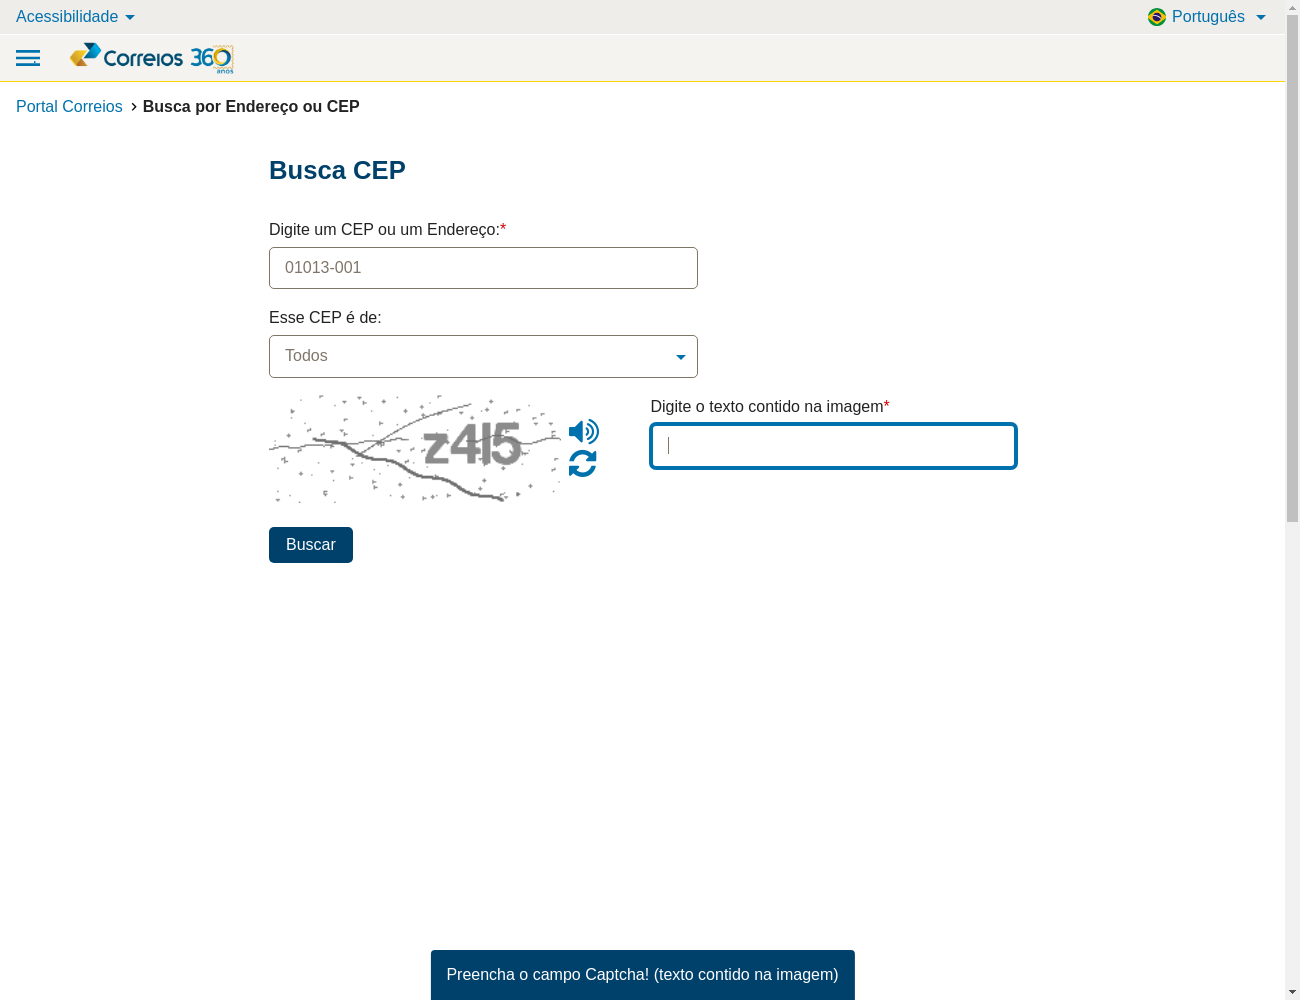 Acessibilidade
Português
Correios 360
anos
Portal Correios > Busca por Endereço ou CEP
Busca CEP
Digite um CEP ou um Endereço:*
01013-001
Esse CEP é de:
Todos
Digite o texto contido na imagem*
z4l5
Buscar
Preencha o campo Captcha! (texto contido na imagem)